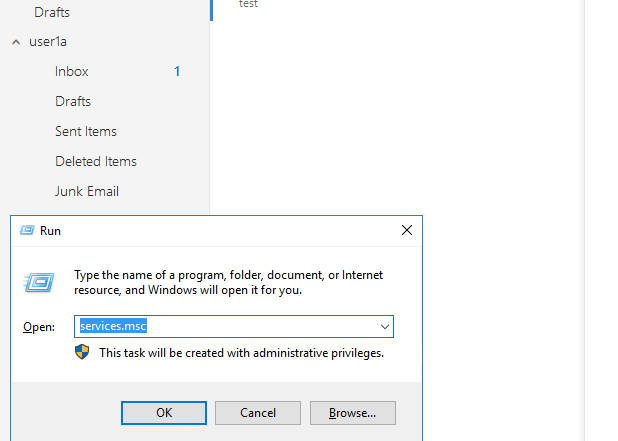 test
Drafts
user1a
Inbox 1
Drafts
Sent Items
Deleted Items
Junk Email
Run
Type the name of a program, folder, document, or Internet
resource, and Windows will open it for you.
Open: services.msc
This task will be created with administrative privileges.
OK Cancel Browse...